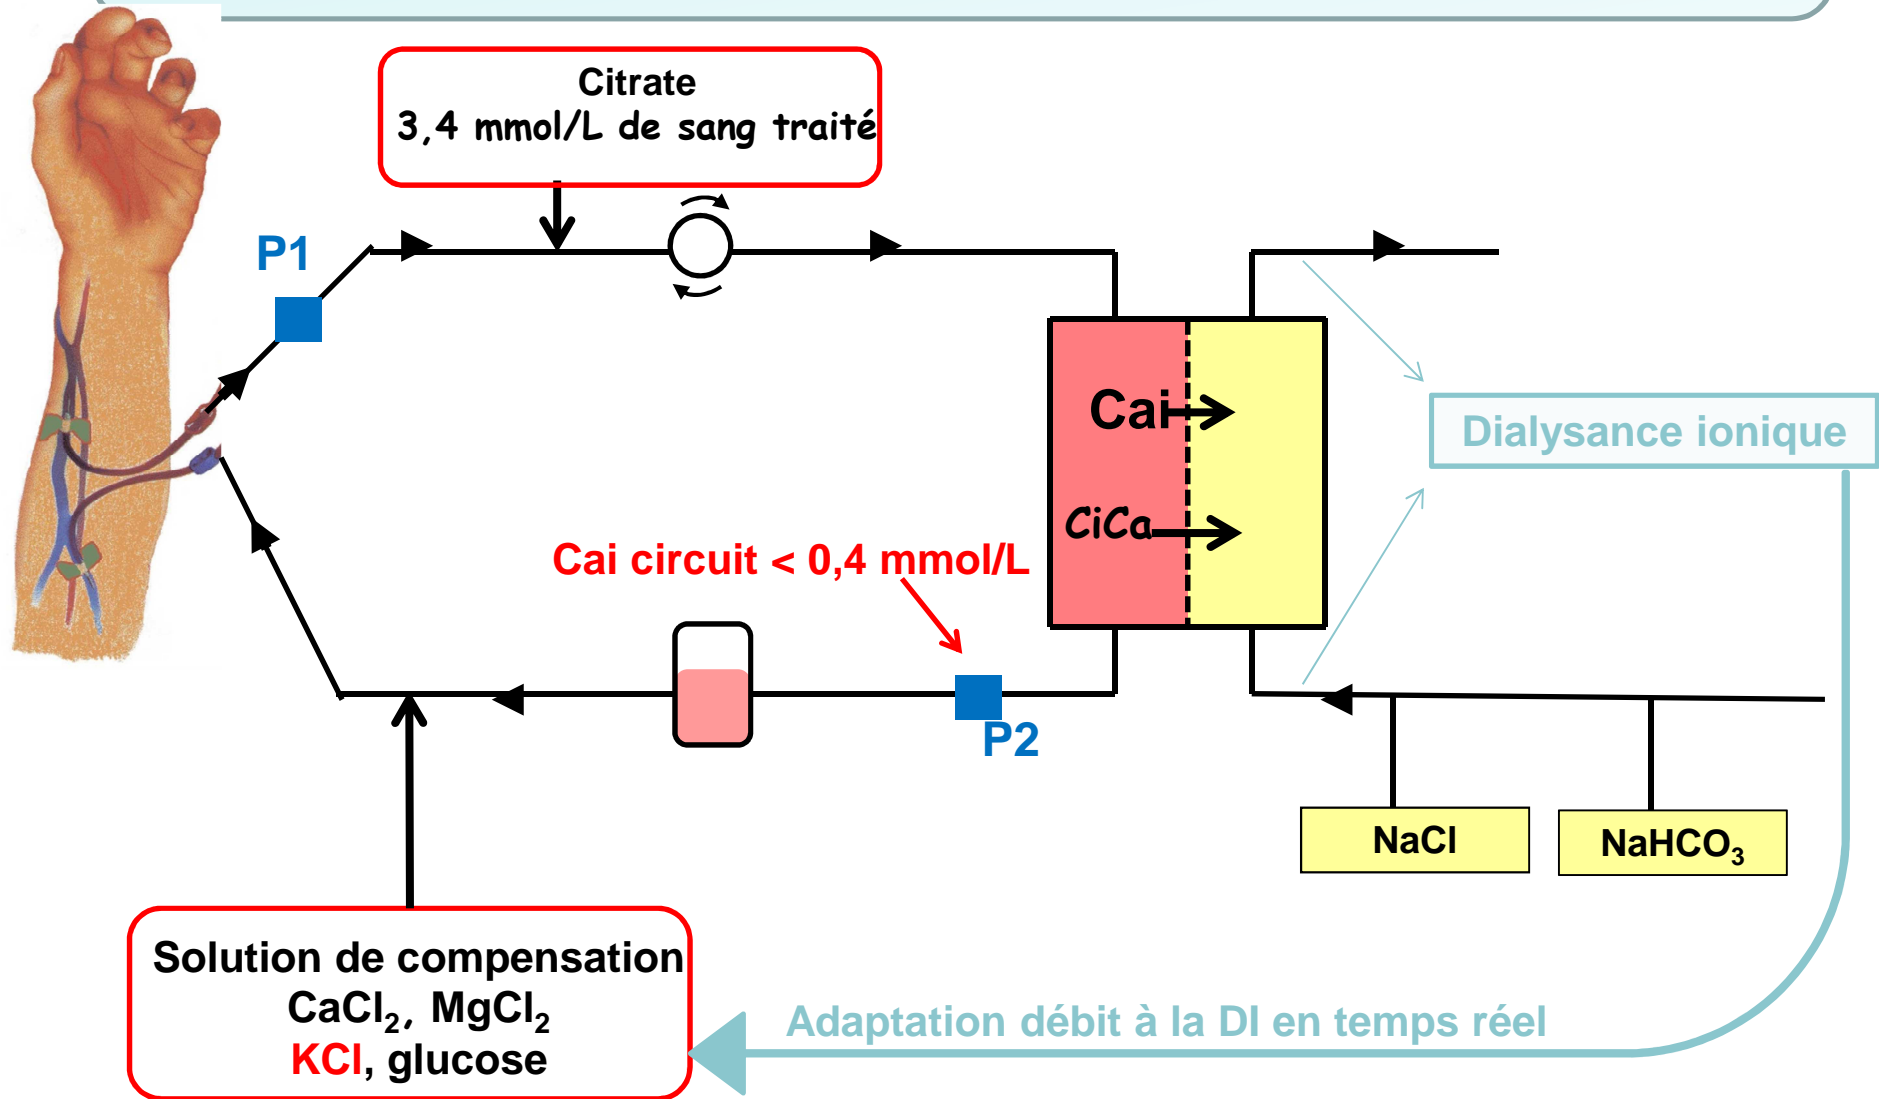 Citrate
3,4 mmol/L de sang traité
P1
Cai
Dialysance ionique
CiCa
Cai circuit < 0,4 mmol/L
P2
NaCl
NaHCO₃
Solution de compensation
CaCl₂, MgCl₂
KCl, glucose
Adaptation débit à la DI en temps réel